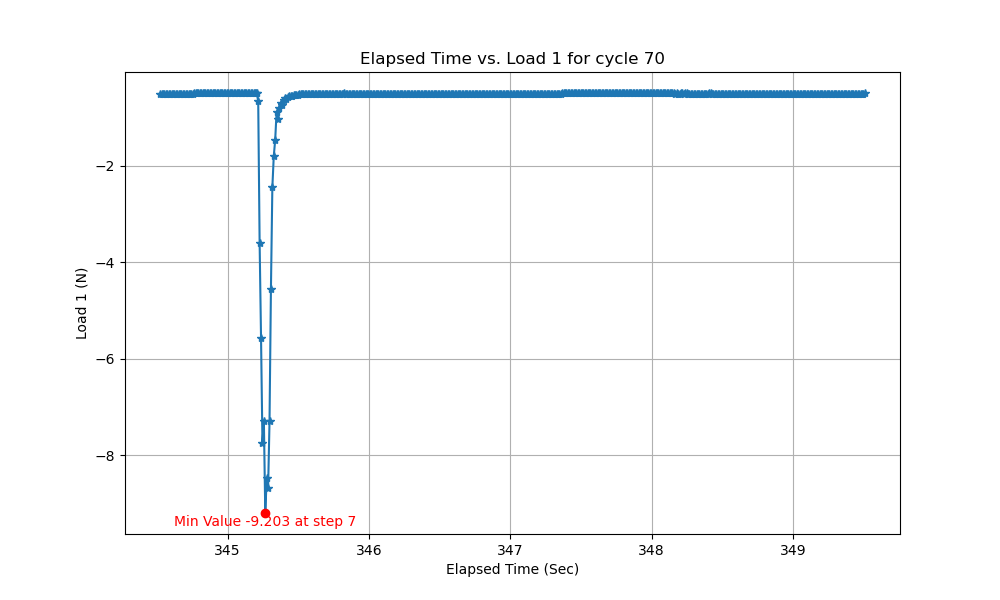 Elapsed Time vs. Load 1 for cycle 70
Load 1 (N)
−2
−4
−6
−8
Min Value -9.203 at step 7
345
346
347
348
349
Elapsed Time (Sec)